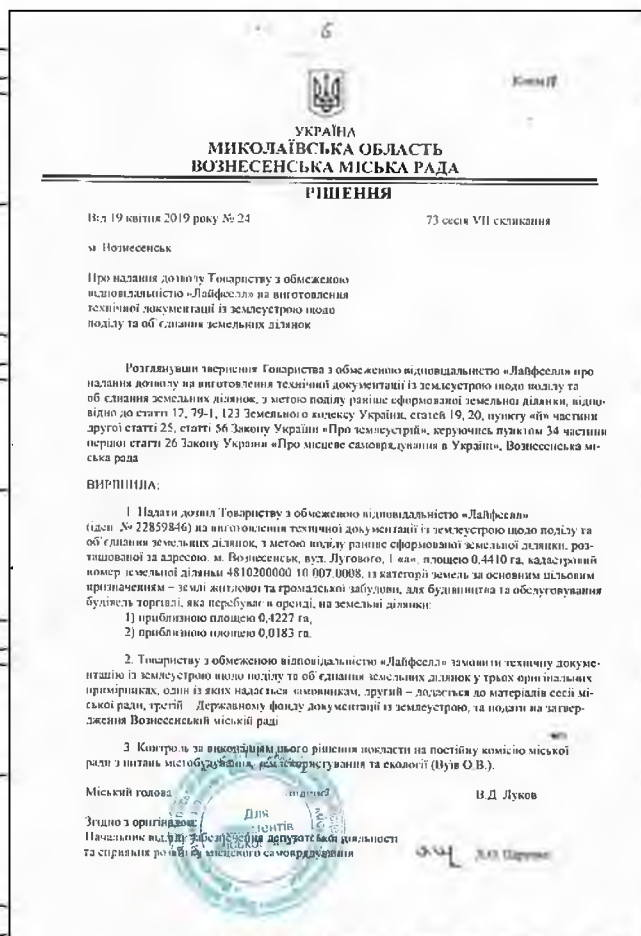 6
Копія
УКРАЇНА
МИКОЛАЇВСЬКА ОБЛАСТЬ
ВОЗНЕСЕНСЬКА МІСЬКА РАДА
РІШЕННЯ
Від 19 квітня 2019 року № 24 73 сесія VII скликання
м. Вознесенськ
Про надання дозволу Товариству з обмеженою
відповідальністю «Лайфселл» на виготовлення
технічної документації із землеустрою щодо
поділу та об'єднання земельних ділянок
Розглянувши звернення Товариства з обмеженою відповідальністю «Лайфселл» про
надання дозволу на виготовлення технічної документації із землеустрою щодо поділу та
об'єднання земельних ділянок, з метою поділу раніше сформованої земельної ділянки, відпо-
відно до статті 12, 79-1, 123 Земельного кодексу України, статей 19, 20, пункту «й» частини
другої статті 25, статті 56 Закону України «Про землеустрій», керуючись пунктом 34 частини
першої статті 26 Закону України «Про місцеве самоврядування в Україні», Вознесенська мі-
ська рада
ВИРІШИЛА:
1. Надати дозвіл Товариству з обмеженою відповідальністю «Лайфселл»
(іден. № 22859846) на виготовлення технічної документації із землеустрою щодо поділу та
об'єднання земельних ділянок, з метою поділу раніше сформованої земельної ділянки, роз-
ташованої за адресою: м. Вознесенськ, вул. Лугового, 1 «а», площею 0,4410 га, кадастровий
номер земельної ділянки 4810200000:10:007:0008, із категорії земель за основним цільовим
призначенням – землі житлової та громадської забудови, для будівництва та обслуговування
будівель торгівлі, яка перебуває в оренді, на земельні ділянки:
1) приблизною площею 0,4227 га,
2) приблизною площею 0,0183 га.
2. Товариству з обмеженою відповідальністю «Лайфселл» замовити технічну докумен-
тацію із землеустрою щодо поділу та об'єднання земельних ділянок у трьох оригінальних
примірниках, один із яких надається замовникам, другий – додається до матеріалів сесії мі-
ської ради, третій – Державному фонду документації із землеустрою, та подати на затвер-
дження Вознесенській міській раді
3. Контроль за виконанням цього рішення покласти на постійну комісію міської
ради з питань містобудування, землекористування та екології (Вуїв О.В.).
Міський голова підпис В.Д. Луков
Для
Згідно з оригіналом:
Начальник відділу забезпечення депутатської діяльності
та сприяння розвитку місцевого самоврядування